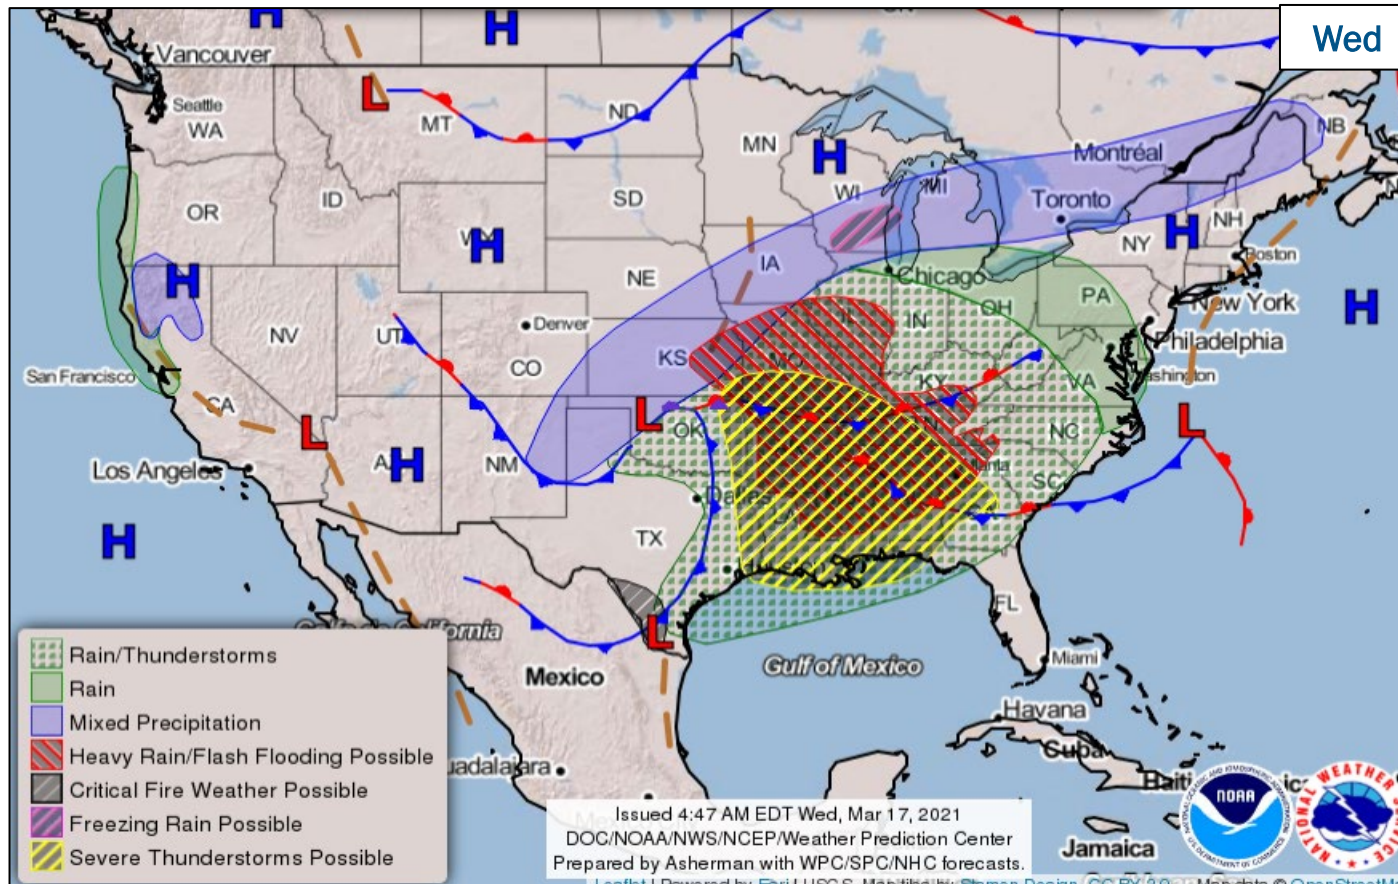 Wed
H
H
Vancouver
L
Seattle
WA
MT
ND
MN
H
WI
MI
Montréal
NB
OR
ID
SD
Toronto
NH
NY
H
H
H
IA
Boston
NE
Chicago
PA
New York
H
NV
UT
Denver
CO
KS
IL
IN
OH
Philadelphia
San Francisco
CA
KY
VA
L
L
L
OK
NC
Los Angeles
H
NM
Dallas
SC
H
TX
FL
L
Miami
Gulf of Mexico
Mexico
Havana
Cuba
Jamaica
Rain/Thunderstorms
Rain
Mixed Precipitation
Heavy Rain/Flash Flooding Possible
Critical Fire Weather Possible
Freezing Rain Possible
Severe Thunderstorms Possible
Issued 4:47 AM EDT Wed, Mar 17, 2021
DOC/NOAA/NWS/NCEP/Weather Prediction Center
Prepared by Asherman with WPC/SPC/NHC forecasts.
NOAA